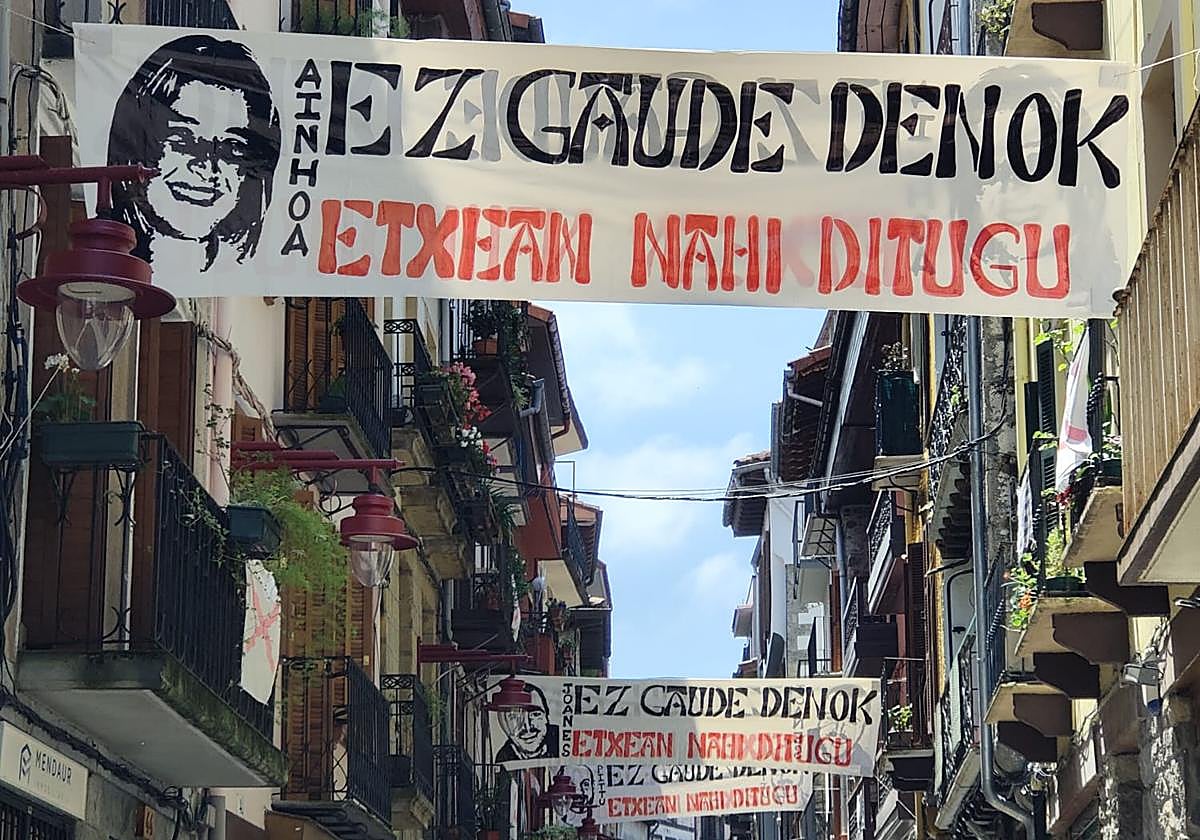 AINHOA
EZ GAUDE DENOK
ETXEAN NAHI DITUGU
JOANES
EZ GAUDE DENOK
ETXEAN NAHI DITUGU
EZ GAUDE DENOK
ETXEAN NAHI DITUGU
MENDAUR